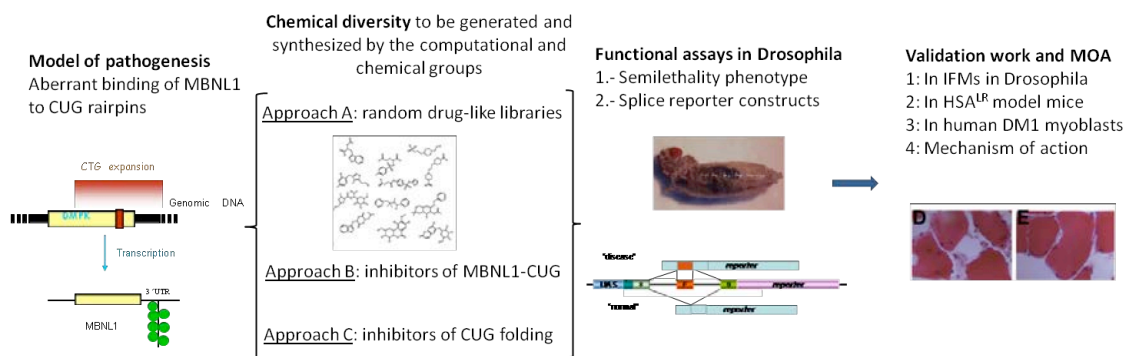 Model of pathogenesis
Aberrant binding of MBNL1
to CUG rairpins
CTG expansion
Genomic DNA
DMPK
Transcription
3 'UTR
MBNL1
Chemical diversity to be generated and
synthesized by the computational and
chemical groups
Approach A: random drug-like libraries
Approach B: inhibitors of MBNL1-CUG
Approach C: inhibitors of CUG folding
Functional assays in Drosophila
1.- Semilethality phenotype
2.- Splice reporter constructs
"disease"
reporter
UAS
reporter
"normal"
reporter
Validation work and MOA
1: In IFMs in Drosophila
2: In HSA^LR model mice
3: In human DM1 myoblasts
4: Mechanism of action
D
E